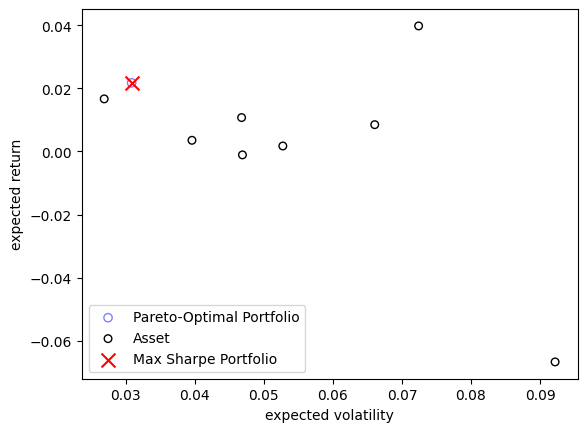 0.04
0.02
0.00
−0.02
−0.04
−0.06
expected return
Pareto-Optimal Portfolio
Asset
Max Sharpe Portfolio
0.03 0.04 0.05 0.06 0.07 0.08 0.09
expected volatility